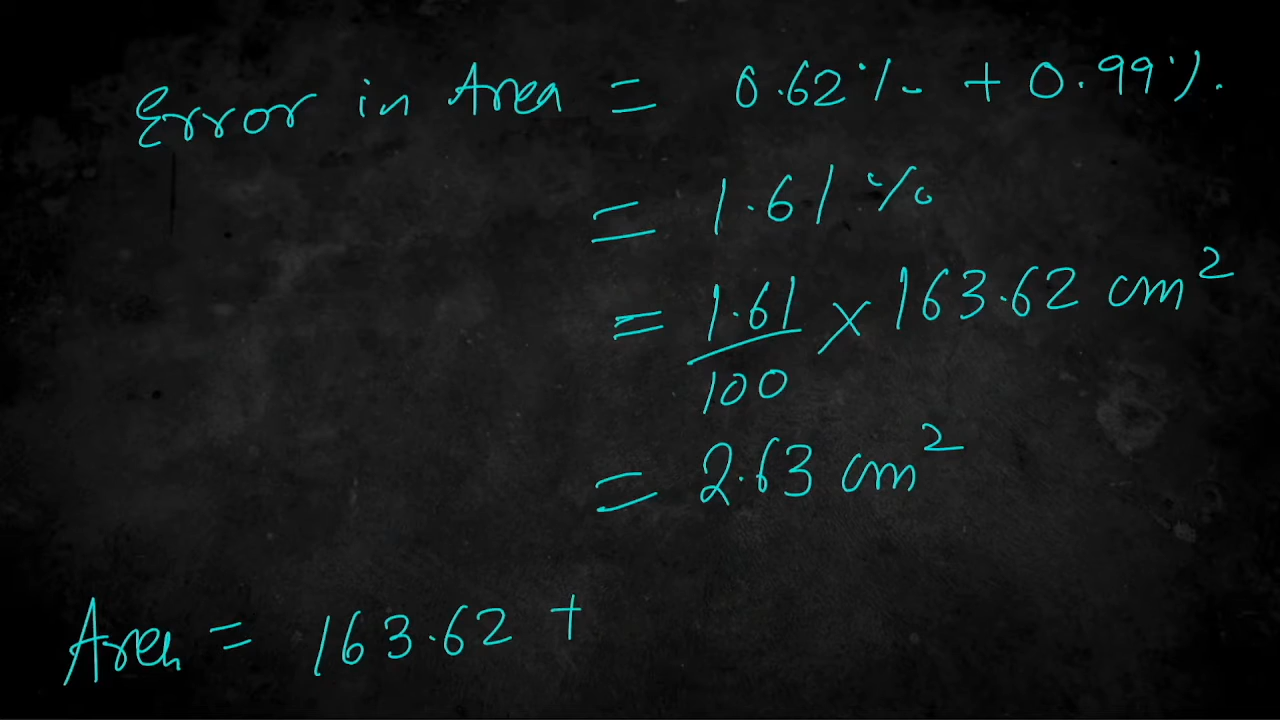 Error in Area = 0.62% + 0.99%.
= 1.61%
= 1.61/100 × 163.62 cm²
= 2.63 cm²
Area = 163.62 +